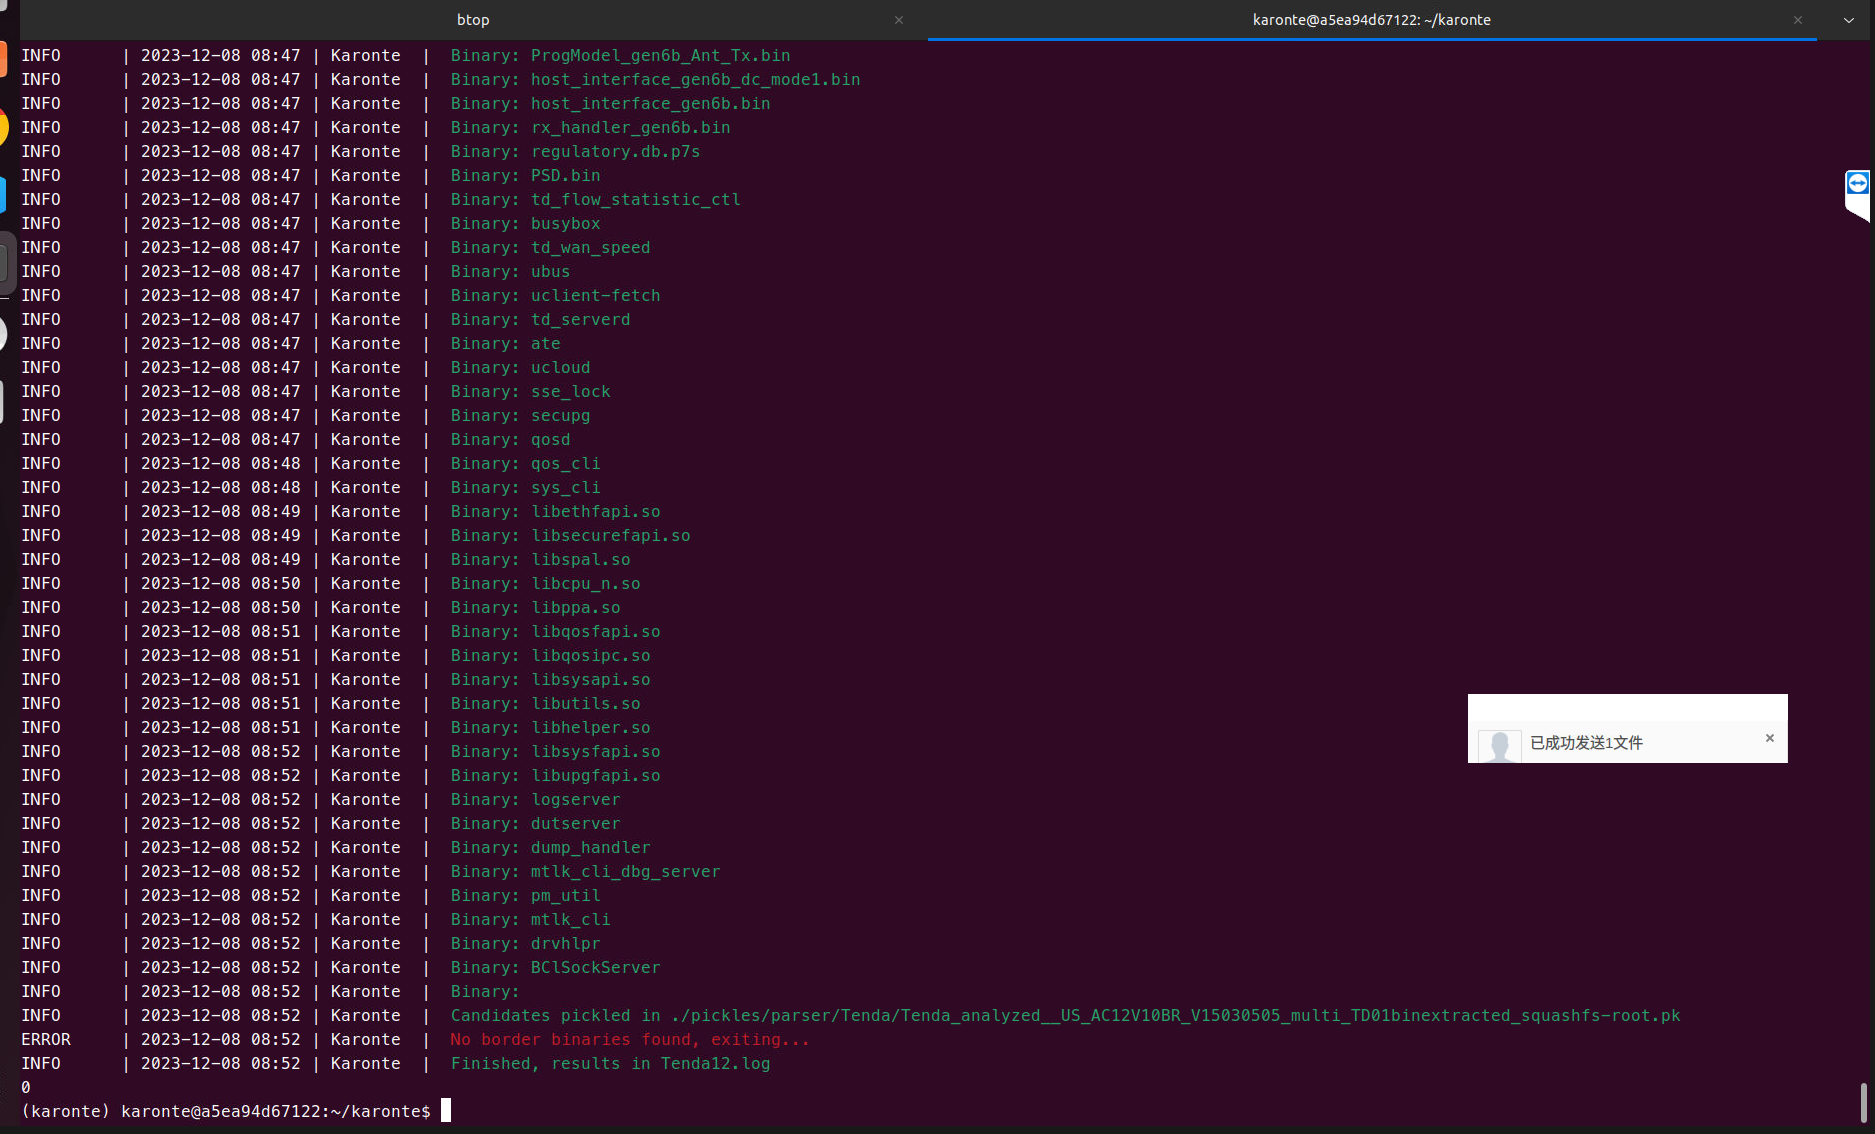 btop
karonte@a5ea94d67122: ~/karonte
INFO | 2023-12-08 08:47 | Karonte | Binary: ProgModel_gen6b_Ant_Tx.bin
INFO | 2023-12-08 08:47 | Karonte | Binary: host_interface_gen6b_dc_mode1.bin
INFO | 2023-12-08 08:47 | Karonte | Binary: host_interface_gen6b.bin
INFO | 2023-12-08 08:47 | Karonte | Binary: rx_handler_gen6b.bin
INFO | 2023-12-08 08:47 | Karonte | Binary: regulatory.db.p7s
INFO | 2023-12-08 08:47 | Karonte | Binary: PSD.bin
INFO | 2023-12-08 08:47 | Karonte | Binary: td_flow_statistic_ctl
INFO | 2023-12-08 08:47 | Karonte | Binary: busybox
INFO | 2023-12-08 08:47 | Karonte | Binary: td_wan_speed
INFO | 2023-12-08 08:47 | Karonte | Binary: ubus
INFO | 2023-12-08 08:47 | Karonte | Binary: uclient-fetch
INFO | 2023-12-08 08:47 | Karonte | Binary: td_serverd
INFO | 2023-12-08 08:47 | Karonte | Binary: ate
INFO | 2023-12-08 08:47 | Karonte | Binary: ucloud
INFO | 2023-12-08 08:47 | Karonte | Binary: sse_lock
INFO | 2023-12-08 08:47 | Karonte | Binary: secupg
INFO | 2023-12-08 08:47 | Karonte | Binary: qosd
INFO | 2023-12-08 08:48 | Karonte | Binary: qos_cli
INFO | 2023-12-08 08:48 | Karonte | Binary: sys_cli
INFO | 2023-12-08 08:49 | Karonte | Binary: libethfapi.so
INFO | 2023-12-08 08:49 | Karonte | Binary: libsecurefapi.so
INFO | 2023-12-08 08:49 | Karonte | Binary: libspal.so
INFO | 2023-12-08 08:50 | Karonte | Binary: libcpu_n.so
INFO | 2023-12-08 08:50 | Karonte | Binary: libppa.so
INFO | 2023-12-08 08:51 | Karonte | Binary: libqosfapi.so
INFO | 2023-12-08 08:51 | Karonte | Binary: libqosipc.so
INFO | 2023-12-08 08:51 | Karonte | Binary: libsysapi.so
INFO | 2023-12-08 08:51 | Karonte | Binary: libutils.so
INFO | 2023-12-08 08:51 | Karonte | Binary: libhelper.so
已成功发送1文件
INFO | 2023-12-08 08:52 | Karonte | Binary: libsysfapi.so
INFO | 2023-12-08 08:52 | Karonte | Binary: libupgfapi.so
INFO | 2023-12-08 08:52 | Karonte | Binary: logserver
INFO | 2023-12-08 08:52 | Karonte | Binary: dutserver
INFO | 2023-12-08 08:52 | Karonte | Binary: dump_handler
INFO | 2023-12-08 08:52 | Karonte | Binary: mtlk_cli_dbg_server
INFO | 2023-12-08 08:52 | Karonte | Binary: pm_util
INFO | 2023-12-08 08:52 | Karonte | Binary: mtlk_cli
INFO | 2023-12-08 08:52 | Karonte | Binary: drvhlpr
INFO | 2023-12-08 08:52 | Karonte | Binary: BClSockServer
INFO | 2023-12-08 08:52 | Karonte | Binary:
INFO | 2023-12-08 08:52 | Karonte | Candidates pickled in ./pickles/parser/Tenda/Tenda_analyzed__US_AC12V10BR_V15030505_multi_TD01binextracted_squashfs-root.pk
ERROR | 2023-12-08 08:52 | Karonte | No border binaries found, exiting...
INFO | 2023-12-08 08:52 | Karonte | Finished, results in Tenda12.log
0
(karonte) karonte@a5ea94d67122:~/karonte$